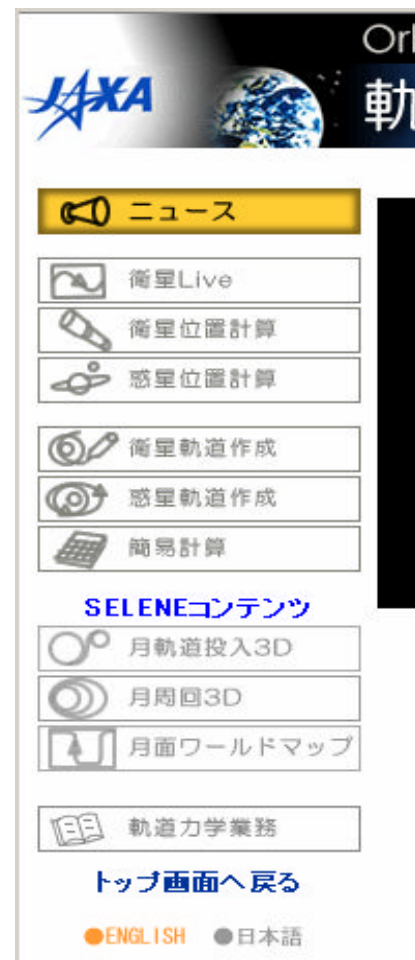 JAXA
軌
ニュース
衛星Live
衛星位置計算
惑星位置計算
衛星軌道作成
惑星軌道作成
簡易計算
SELENEコンテンツ
月軌道投入3D
月周回3D
月面ワールドマップ
軌道力学業務
トップ画面へ戻る
●ENGLISH ●日本語